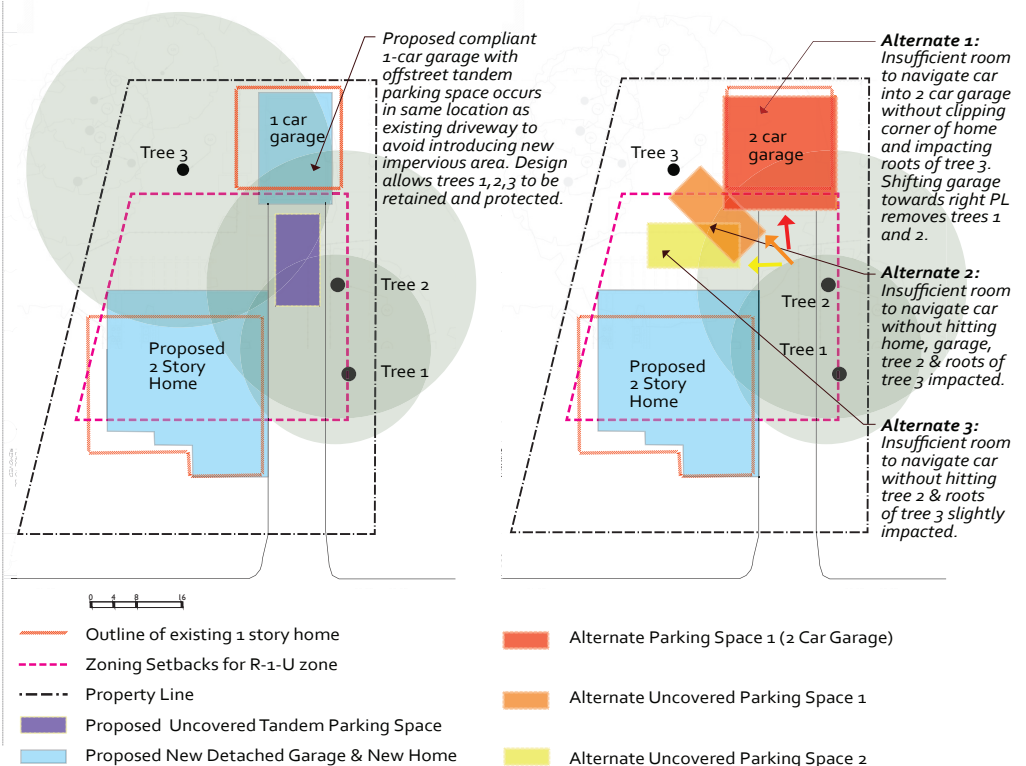 Proposed compliant
1-car garage with
offstreet tandem
parking space occurs
in same location as
existing driveway to
avoid introducing new
impervious area. Design
allows trees 1,2,3 to be
retained and protected.
1 car
garage
Tree 3
Tree 2
Tree 1
Proposed
2 Story
Home
Alternate 1:
Insufficient room
to navigate car
into 2 car garage
without clipping
corner of home
and impacting
roots of tree 3.
Shifting garage
towards right PL
removes trees 1
and 2.
2 car
garage
Tree 3
Alternate 2:
Insufficient room
to navigate car
without hitting
home, garage,
tree 2 & roots of
tree 3 impacted.
Tree 2
Tree 1
Proposed
2 Story
Home
Alternate 3:
Insufficient room
to navigate car
without hitting
tree 2 & roots
of tree 3 slightly
impacted.
0 4 8 16
Outline of existing 1 story home
Zoning Setbacks for R-1-U zone
Property Line
Proposed Uncovered Tandem Parking Space
Proposed New Detached Garage & New Home
Alternate Parking Space 1 (2 Car Garage)
Alternate Uncovered Parking Space 1
Alternate Uncovered Parking Space 2